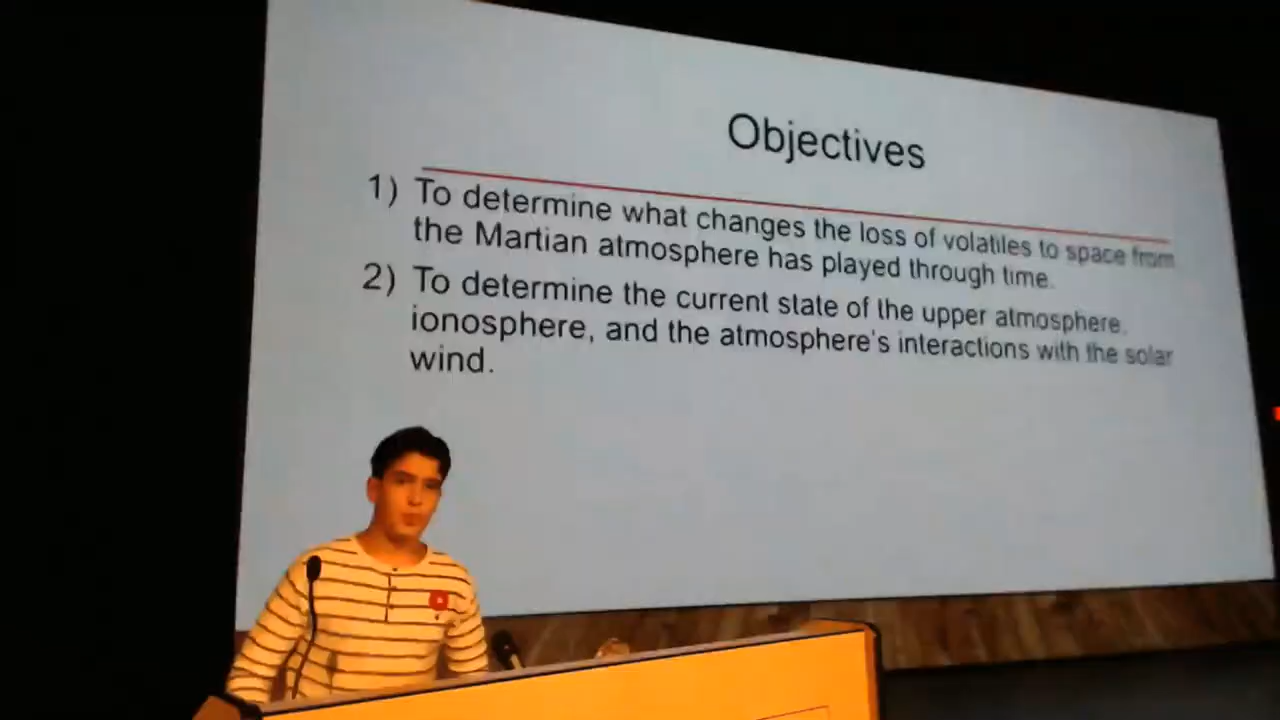 Objectives
1) To determine what changes the loss of volatiles to space from
the Martian atmosphere has played through time.
2) To determine the current state of the upper atmosphere,
ionosphere, and the atmosphere's interactions with the solar
wind.